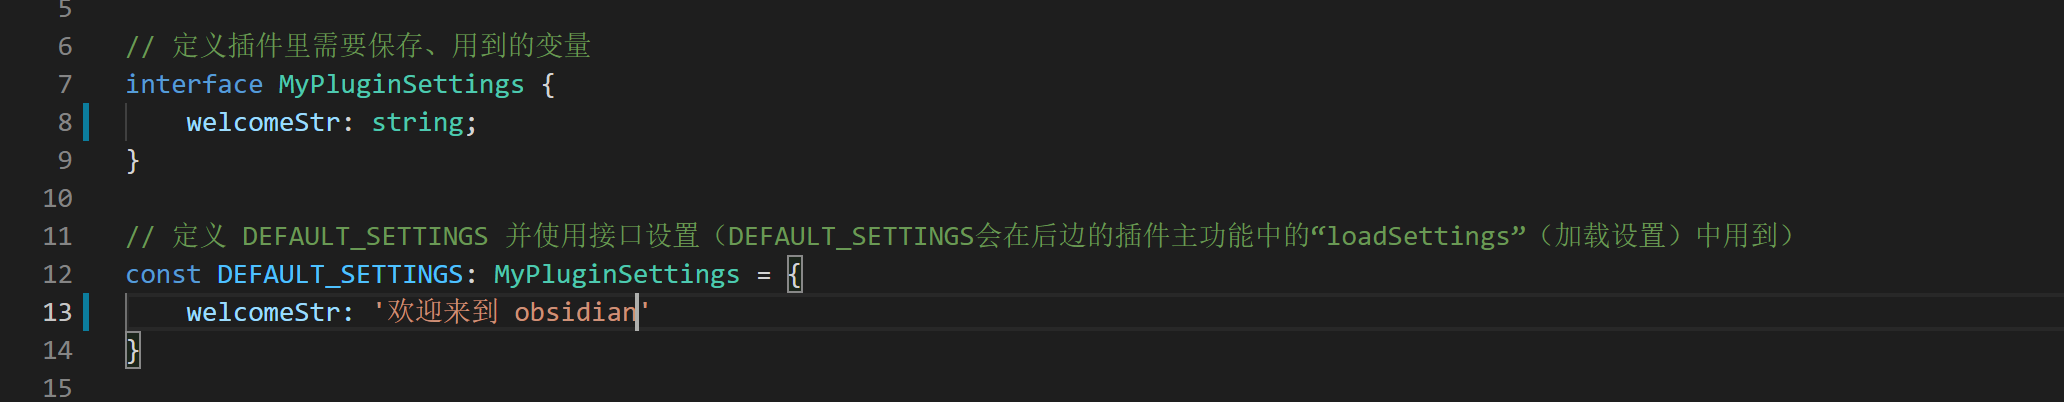 5
6 // 定义插件里需要保存、用到的变量
7 interface MyPluginSettings {
8 welcomeStr: string;
9 }
10
11 // 定义 DEFAULT_SETTINGS 并使用接口设置（DEFAULT_SETTINGS会在后边的插件主功能中的“loadSettings”（加载设置）中用到）
12 const DEFAULT_SETTINGS: MyPluginSettings = {
13 welcomeStr: '欢迎来到 obsidian'
14 }
15